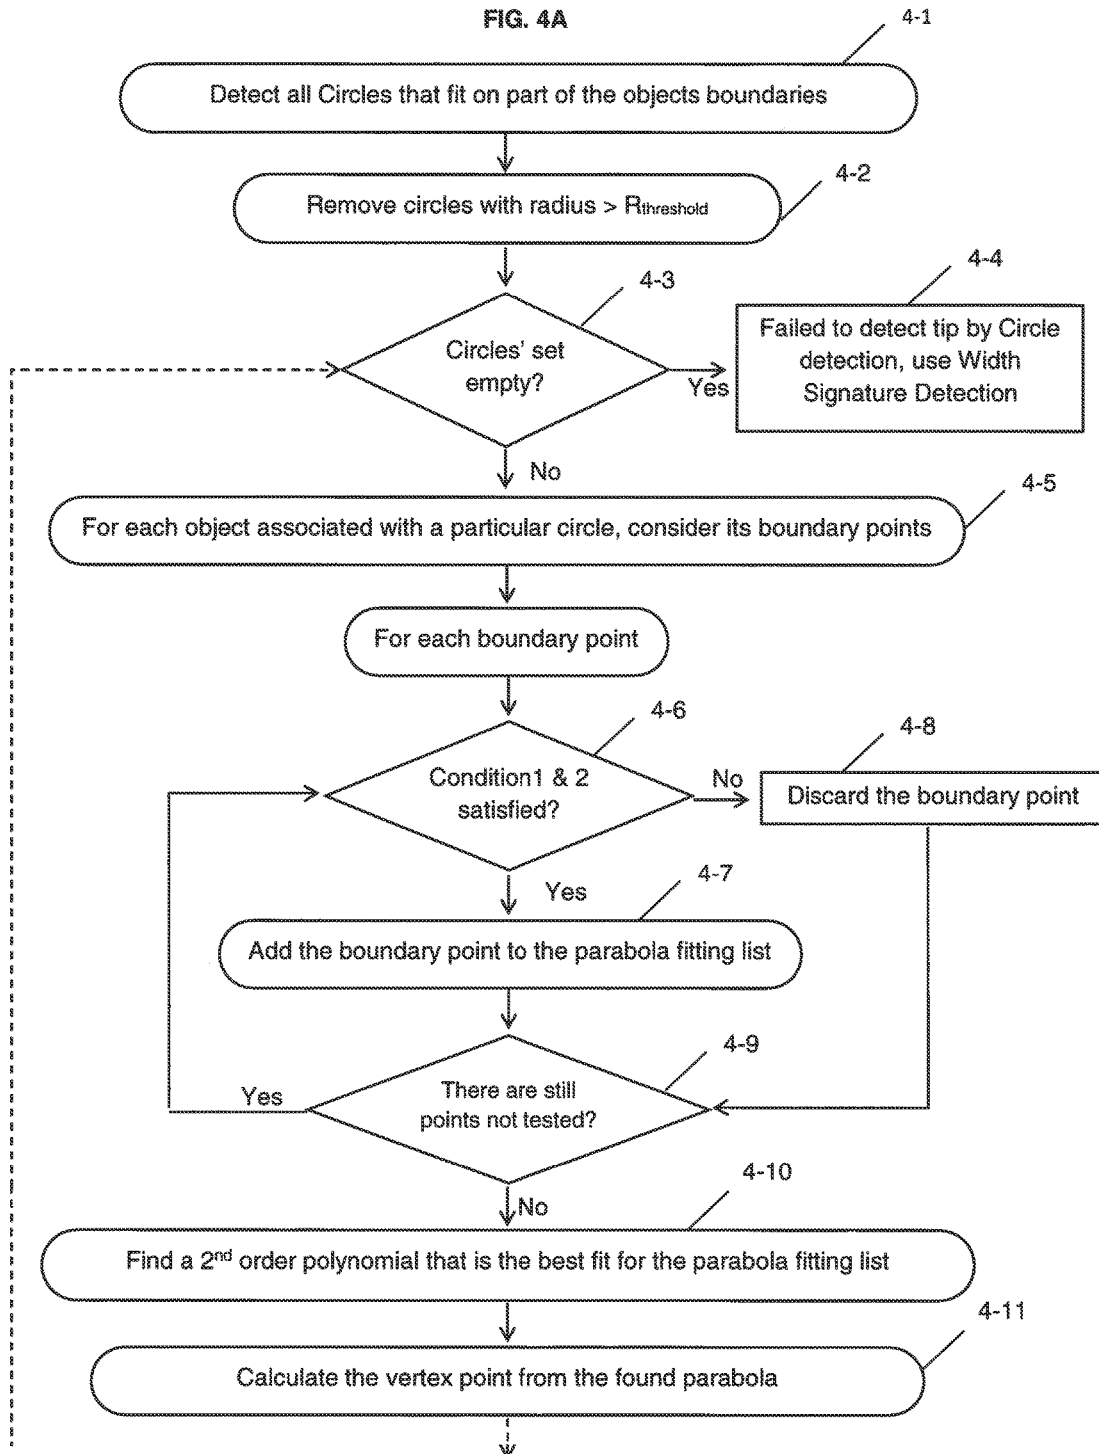 FIG. 4A
4-1
Detect all Circles that fit on part of the objects boundaries
4-2
Remove circles with radius > Rthreshold
4-3
Circles' set
empty?
Yes
4-4
Failed to detect tip by Circle
detection, use Width
Signature Detection
No
4-5
For each object associated with a particular circle, consider its boundary points
For each boundary point
4-6
Condition1 & 2
satisfied?
No
4-8
Discard the boundary point
Yes
4-7
Add the boundary point to the parabola fitting list
4-9
There are still
points not tested?
Yes
No
4-10
Find a 2nd order polynomial that is the best fit for the parabola fitting list
4-11
Calculate the vertex point from the found parabola